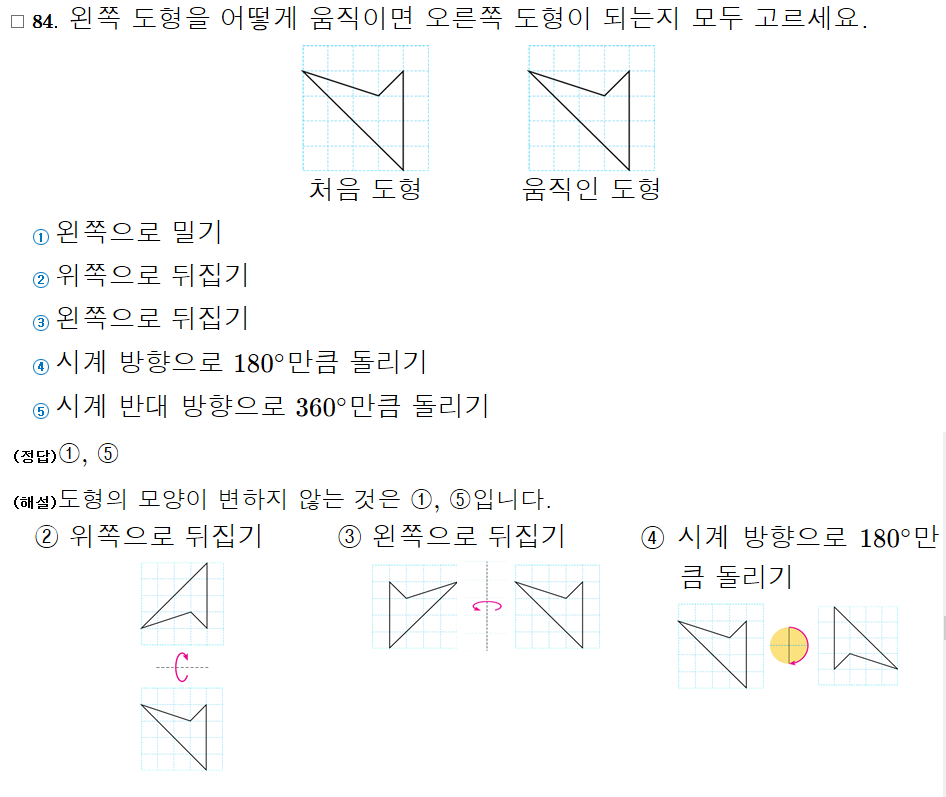 □ 84. 왼쪽 도형을 어떻게 움직이면 오른쪽 도형이 되는지 모두 고르세요.
처음 도형 움직인 도형
① 왼쪽으로 밀기
② 위쪽으로 뒤집기
③ 왼쪽으로 뒤집기
④ 시계 방향으로 180°만큼 돌리기
⑤ 시계 반대 방향으로 360°만큼 돌리기
(정답)①, ⑤
(해설)도형의 모양이 변하지 않는 것은 ①, ⑤입니다.
② 위쪽으로 뒤집기 ③ 왼쪽으로 뒤집기 ④ 시계 방향으로 180°만
큼 돌리기